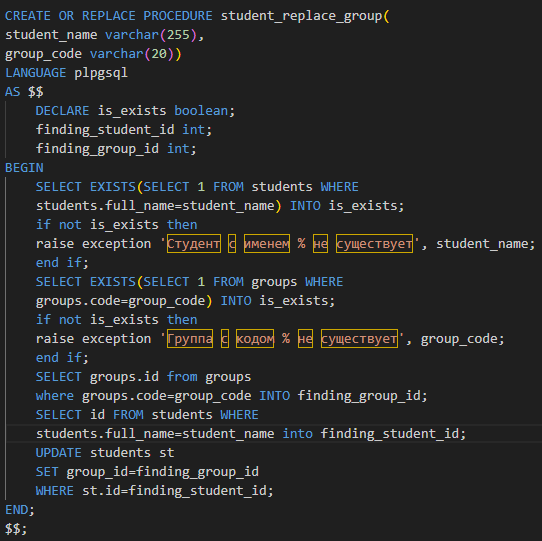 CREATE OR REPLACE PROCEDURE student_replace_group(
student_name varchar(255),
group_code varchar(20))
LANGUAGE plpgsql
AS $$
    DECLARE is_exists boolean;
    finding_student_id int;
    finding_group_id int;
BEGIN
    SELECT EXISTS(SELECT 1 FROM students WHERE
    students.full_name=student_name) INTO is_exists;
    if not is_exists then
    raise exception 'Студент с именем % не существует', student_name;
    end if;
    SELECT EXISTS(SELECT 1 FROM groups WHERE
    groups.code=group_code) INTO is_exists;
    if not is_exists then
    raise exception 'Группа с кодом % не существует', group_code;
    end if;
    SELECT groups.id from groups
    where groups.code=group_code INTO finding_group_id;
    SELECT id FROM students WHERE
    students.full_name=student_name into finding_student_id;
    UPDATE students st
    SET group_id=finding_group_id
    WHERE st.id=finding_student_id;
END;
$$;